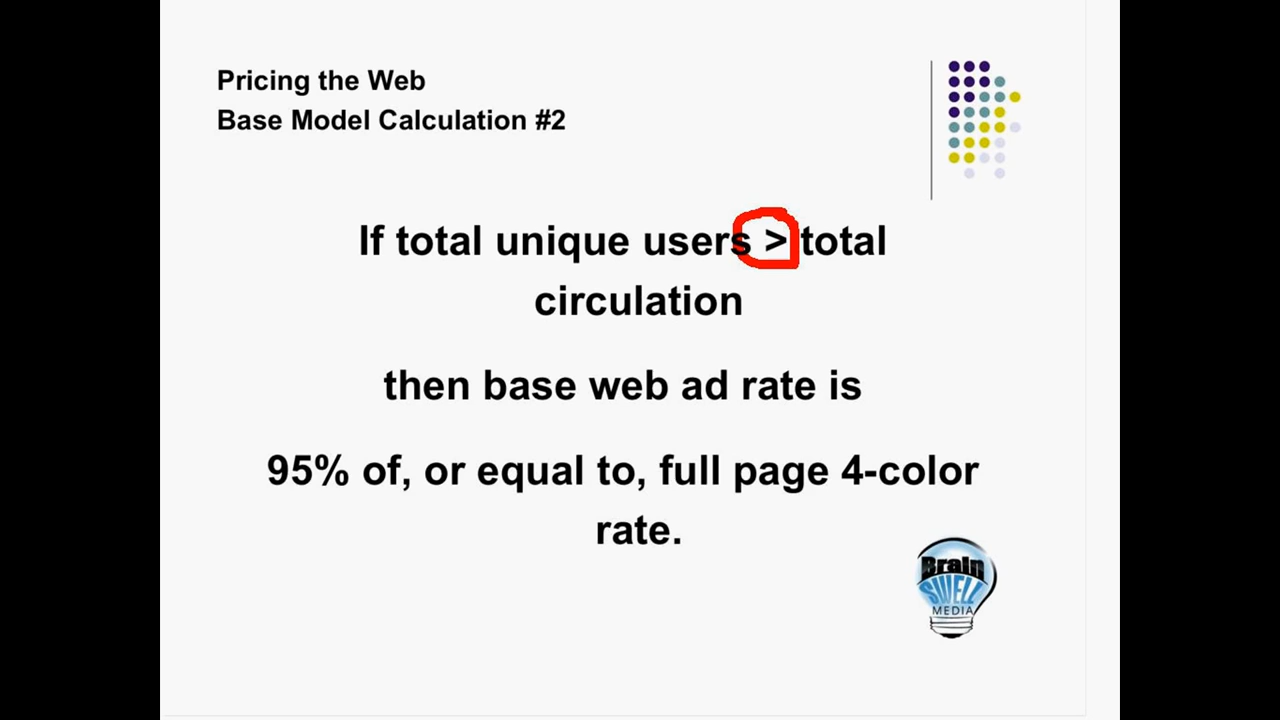 Pricing the Web
Base Model Calculation #2
If total unique users > total
circulation
then base web ad rate is
95% of, or equal to, full page 4-color
rate.
Brain
SWELL
MEDIA